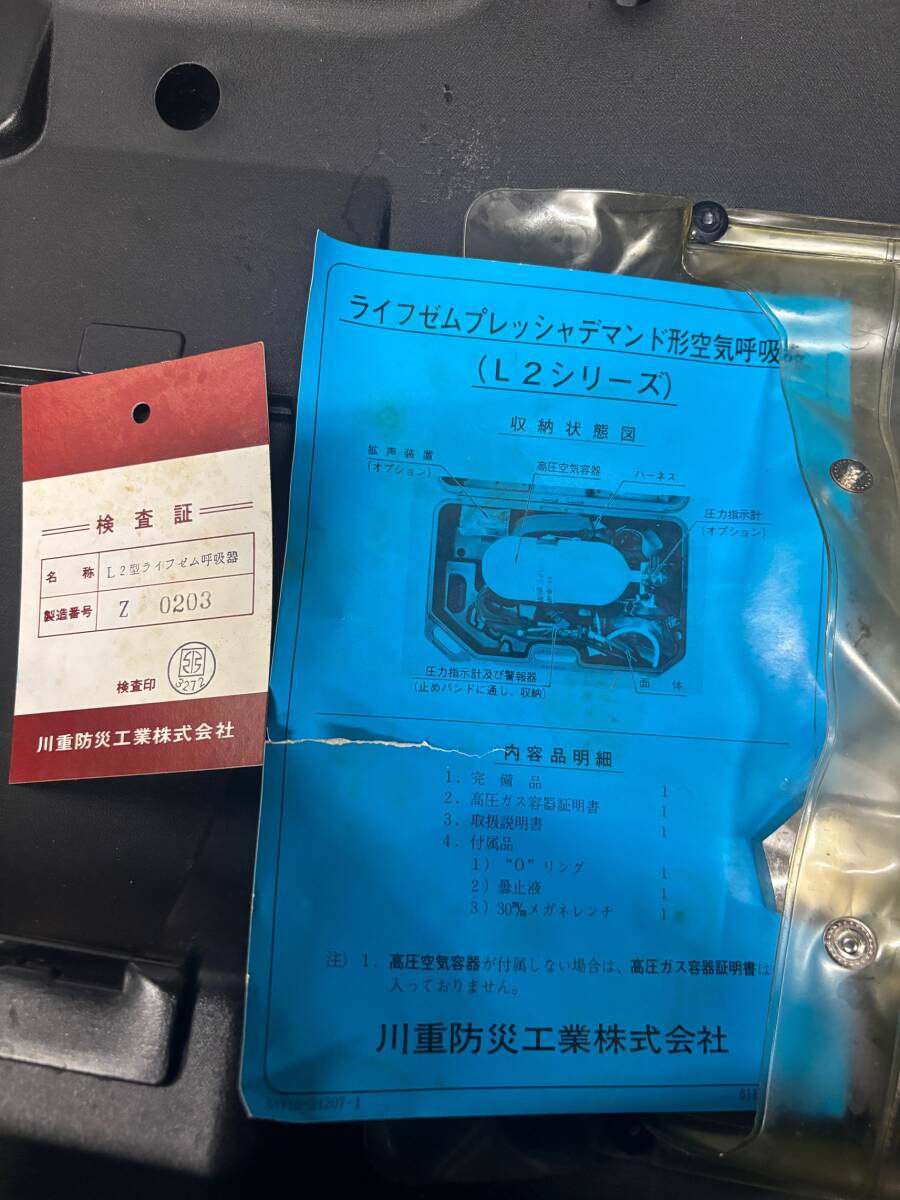 検査証
名称 L2型ライフゼム呼吸器
製造番号 Z 0203
検査印
3272
川重防災工業株式会社
ライフゼムプレッシャデマンド形空気呼吸
(L2シリーズ)
収納状態図
拡声装置
(オプション)
高圧空気容器
ハーネス
圧力指示計
(オプション)
圧力指示計及び警報器
(止めバンドに通し、収納)
面体
内容品明細
1. 完備品 1
2. 高圧ガス容器証明書 1
3. 取扱説明書 1
4. 付属品
1) “O”リング 1
2) 曇止液 1
3) 30m/mメガネレンチ 1
注) 1. 高圧空気容器が付属しない場合は、高圧ガス容器証明書は
入っておりません。
川重防災工業株式会社